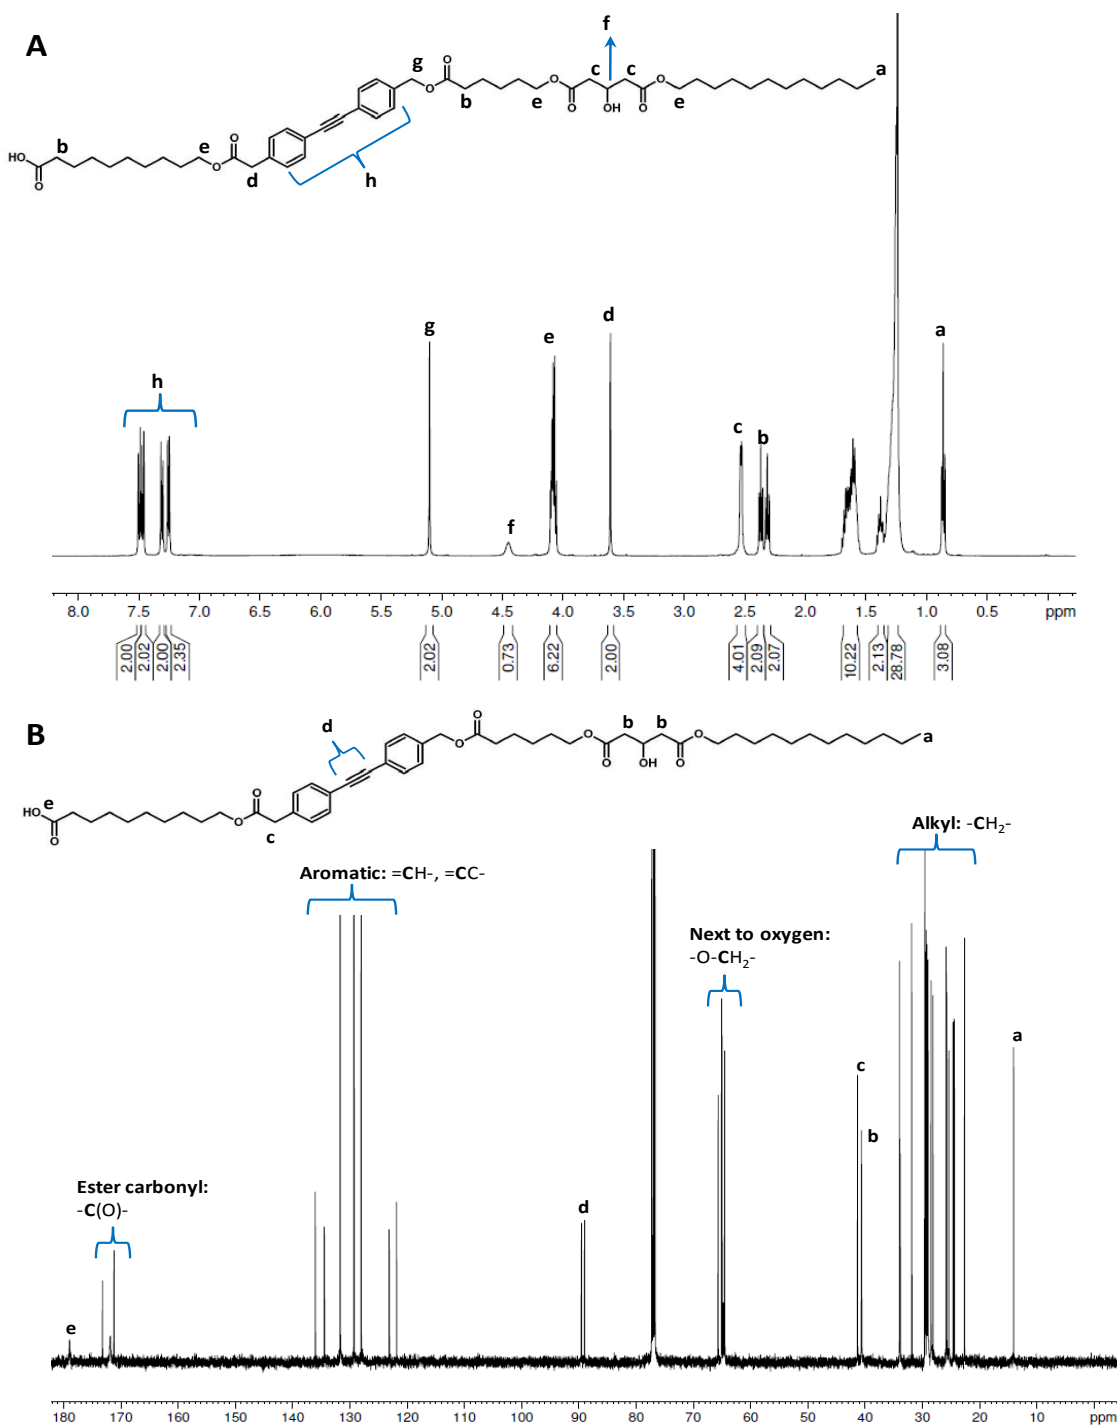 A
f
g
c
c
a
b
e
OH
e
b
e
d
h
HO
O
O
O
O
O
O
O
O
O
h
g
f
e
d
c
b
a
8.0 7.5 7.0 6.5 6.0 5.5 5.0 4.5 4.0 3.5 3.0 2.5 2.0 1.5 1.0 0.5 ppm
2.00 2.02 2.00 2.35 2.02 0.73 6.22 2.00 4.01 2.09 2.07 10.22 2.13 28.78 3.08
B
d
b
b
a
OH
e
HO
c
O
O
O
O
O
O
O
O
O
Alkyl: -CH2-
Aromatic: =CH-, =CC-
Next to oxygen:
-O-CH2-
a
c
b
Ester carbonyl:
-C(O)-
d
e
180 170 160 150 140 130 120 110 100 90 80 70 60 50 40 30 20 10 ppm